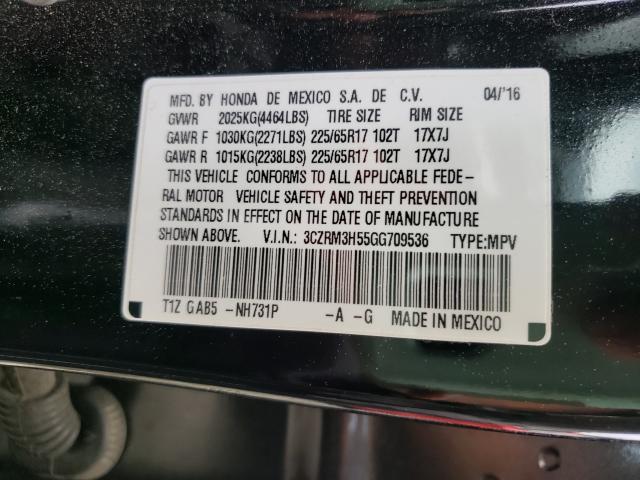 MFD. BY HONDA DE MEXICO S.A. DE C.V. 04/'16
GVWR 2025KG(4464LBS) TIRE SIZE RIM SIZE
GAWR F 1030KG(2271LBS) 225/65R17 102T 17X7J
GAWR R 1015KG(2238LBS) 225/65R17 102T 17X7J
THIS VEHICLE CONFORMS TO ALL APPLICABLE FEDE-
RAL MOTOR VEHICLE SAFETY AND THEFT PREVENTION
STANDARDS IN EFFECT ON THE DATE OF MANUFACTURE
SHOWN ABOVE. V.I.N.: 3CZRM3H55GG709536 TYPE:MPV
T1Z GAB5 -NH731P -A -G MADE IN MEXICO